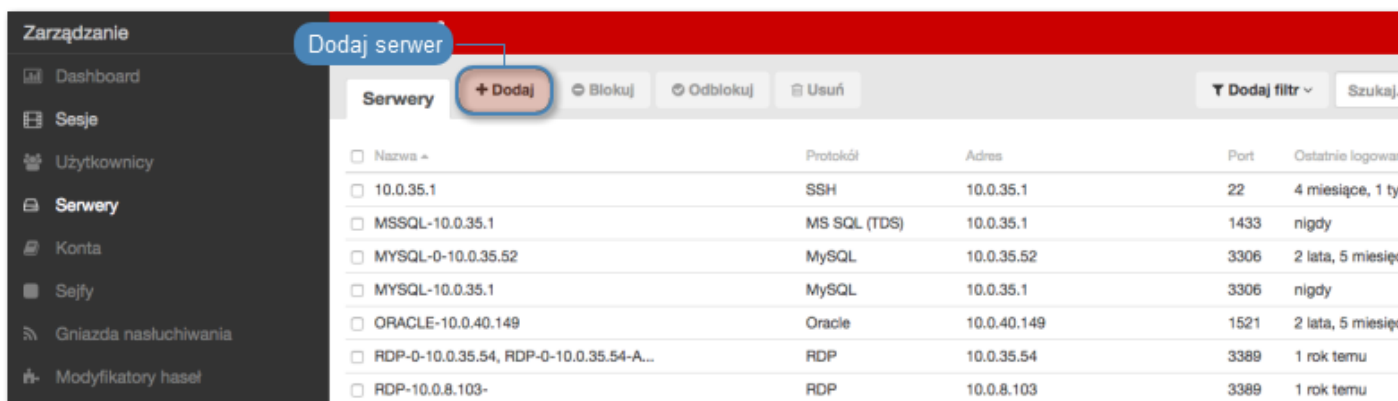 Zarządzanie
Dashboard
Sesje
Użytkownicy
Serwery
Konta
Sejfy
Gniazda nasłuchiwania
Modyfikatory haseł
Dodaj serwer
Serwery + Dodaj Blokuj Odblokuj Usuń Dodaj filtr Szukaj
Nazwa Protokół Adres Port Ostatnie
10.0.35.1 SSH 10.0.35.1 22 4 miesiące, 1
MSSQL-10.0.35.1 MS SQL (TDS) 10.0.35.1 1433 nigdy
MYSQL-0-10.0.35.52 MySQL 10.0.35.52 3306 2 lata, 5
MYSQL-10.0.35.1 MySQL 10.0.35.1 3306 nigdy
ORACLE-10.0.40.149 Oracle 10.0.40.149 1521 2 lata, 5
RDP-0-10.0.35.54, RDP-0-10.0.35.54-A... RDP 10.0.35.54 3389 1 rok temu
RDP-10.0.8.103- RDP 10.0.8.103 3389 1 rok temu